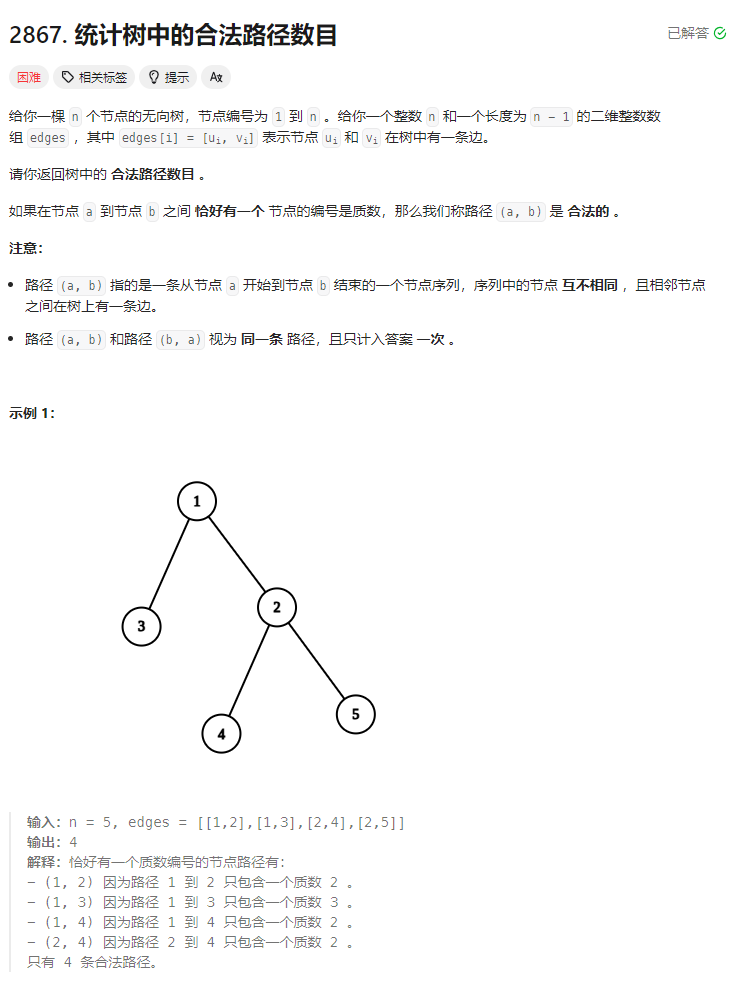 2867. 统计树中的合法路径数目
已解答
困难 相关标签 提示 Aあ
给你一棵 n 个节点的无向树，节点编号为 1 到 n 。给你一个整数 n 和一个长度为 n - 1 的二维整数数
组 edges ，其中 edges[i] = [ui, vi] 表示节点 ui 和 vi 在树中有一条边。
请你返回树中的 合法路径数目 。
如果在节点 a 到节点 b 之间 恰好有一个 节点的编号是质数，那么我们称路径 (a, b) 是 合法的 。
注意：
• 路径 (a, b) 指的是一条从节点 a 开始到节点 b 结束的一个节点序列，序列中的节点 互不相同 ，且相邻节点
之间在树上有一条边。
• 路径 (a, b) 和路径 (b, a) 视为 同一条 路径，且只计入答案 一次 。
示例 1：
1
2
3
5
4
输入：n = 5, edges = [[1,2],[1,3],[2,4],[2,5]]
输出：4
解释：恰好有一个质数编号的节点路径有：
- (1, 2) 因为路径 1 到 2 只包含一个质数 2 。
- (1, 3) 因为路径 1 到 3 只包含一个质数 3 。
- (1, 4) 因为路径 1 到 4 只包含一个质数 2 。
- (2, 4) 因为路径 2 到 4 只包含一个质数 2 。
只有 4 条合法路径。